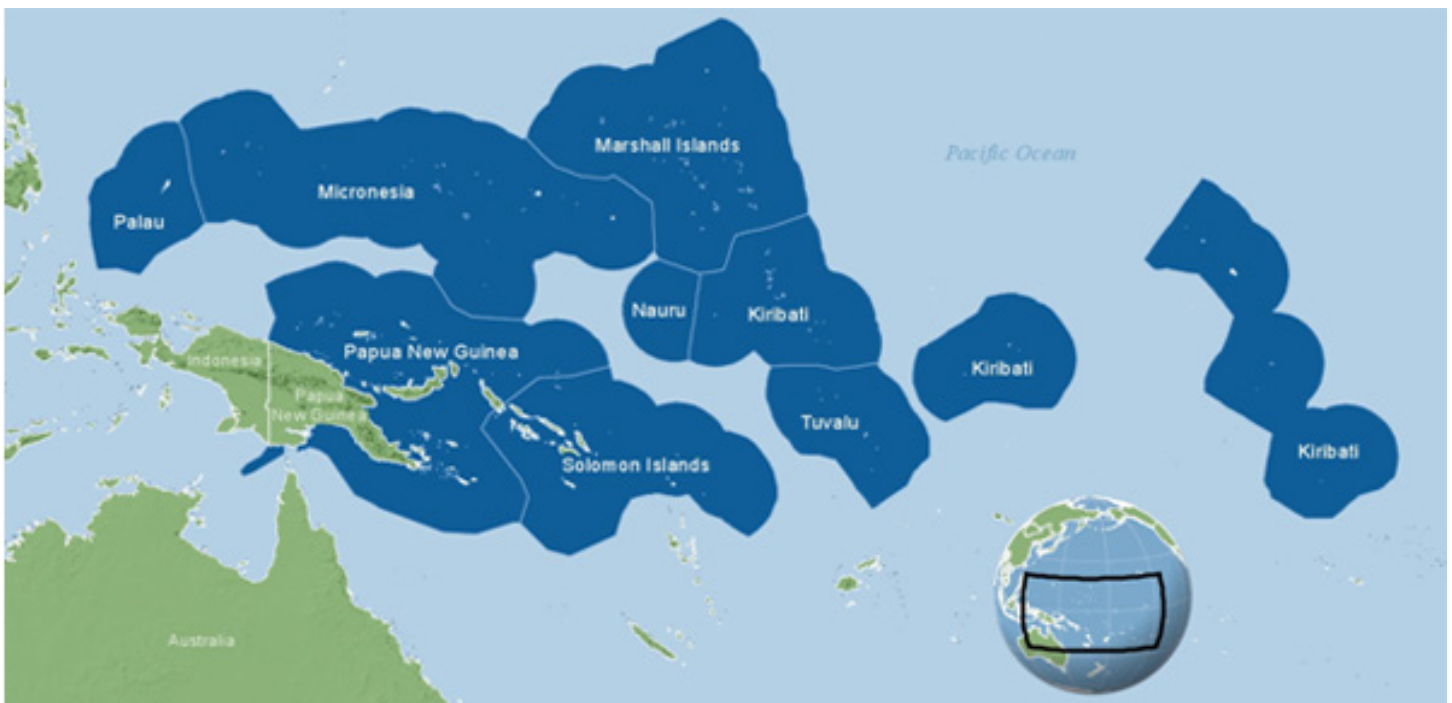 Marshall Islands
Pacific Ocean
Micronesia
Palau
Nauru
Kiribati
Papua New Guinea
Indonesia
Kiribati
Papua
New Guinea
Tuvalu
Solomon Islands
Kiribati
Australia